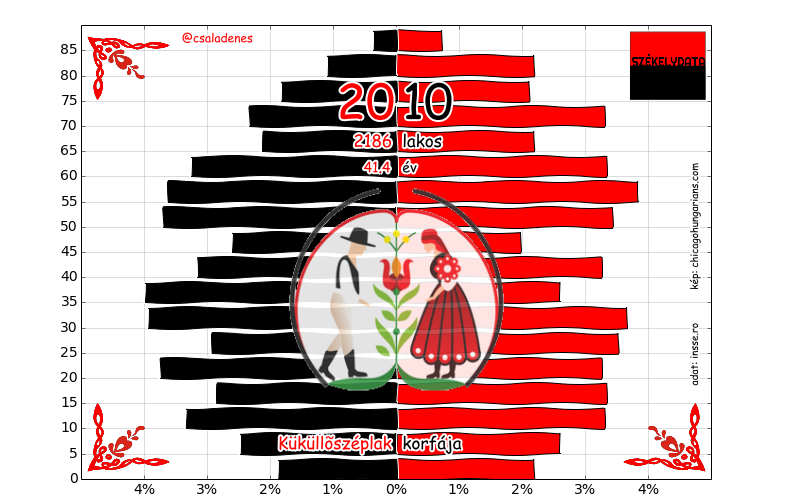 @csaladenes
SZÉKELYDATA
2010
2186 lakos
41,4 év
kép: chicagohungarians.com
adat: insse.ro
Küküllőszéplak korfája
85
80
75
70
65
60
55
50
45
40
35
30
25
20
15
10
5
0
4% 3% 2% 1% 0% 1% 2% 3% 4%